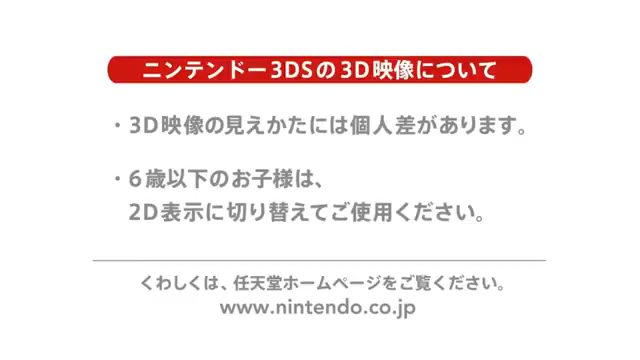 ニンテンドー3DSの3D映像について
・3D映像の見えかたには個人差があります。
・6歳以下のお子様は、
2D表示に切り替えてご使用ください。
くわしくは、任天堂ホームページをご覧ください。
www.nintendo.co.jp